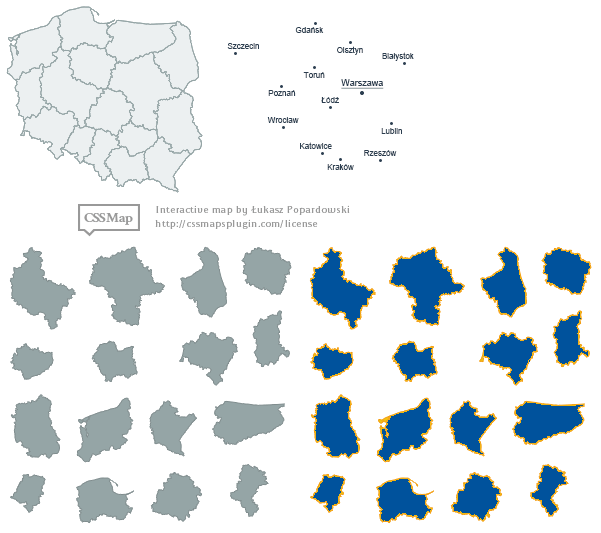 Gdańsk
Szczecin
Olsztyn
Białystok
Toruń
Warszawa
Poznań
Łódź
Wrocław
Lublin
Katowice
Rzeszów
Kraków
CSSMap
Interactive map by Łukasz Popardowski
http://cssmapsplugin.com/license